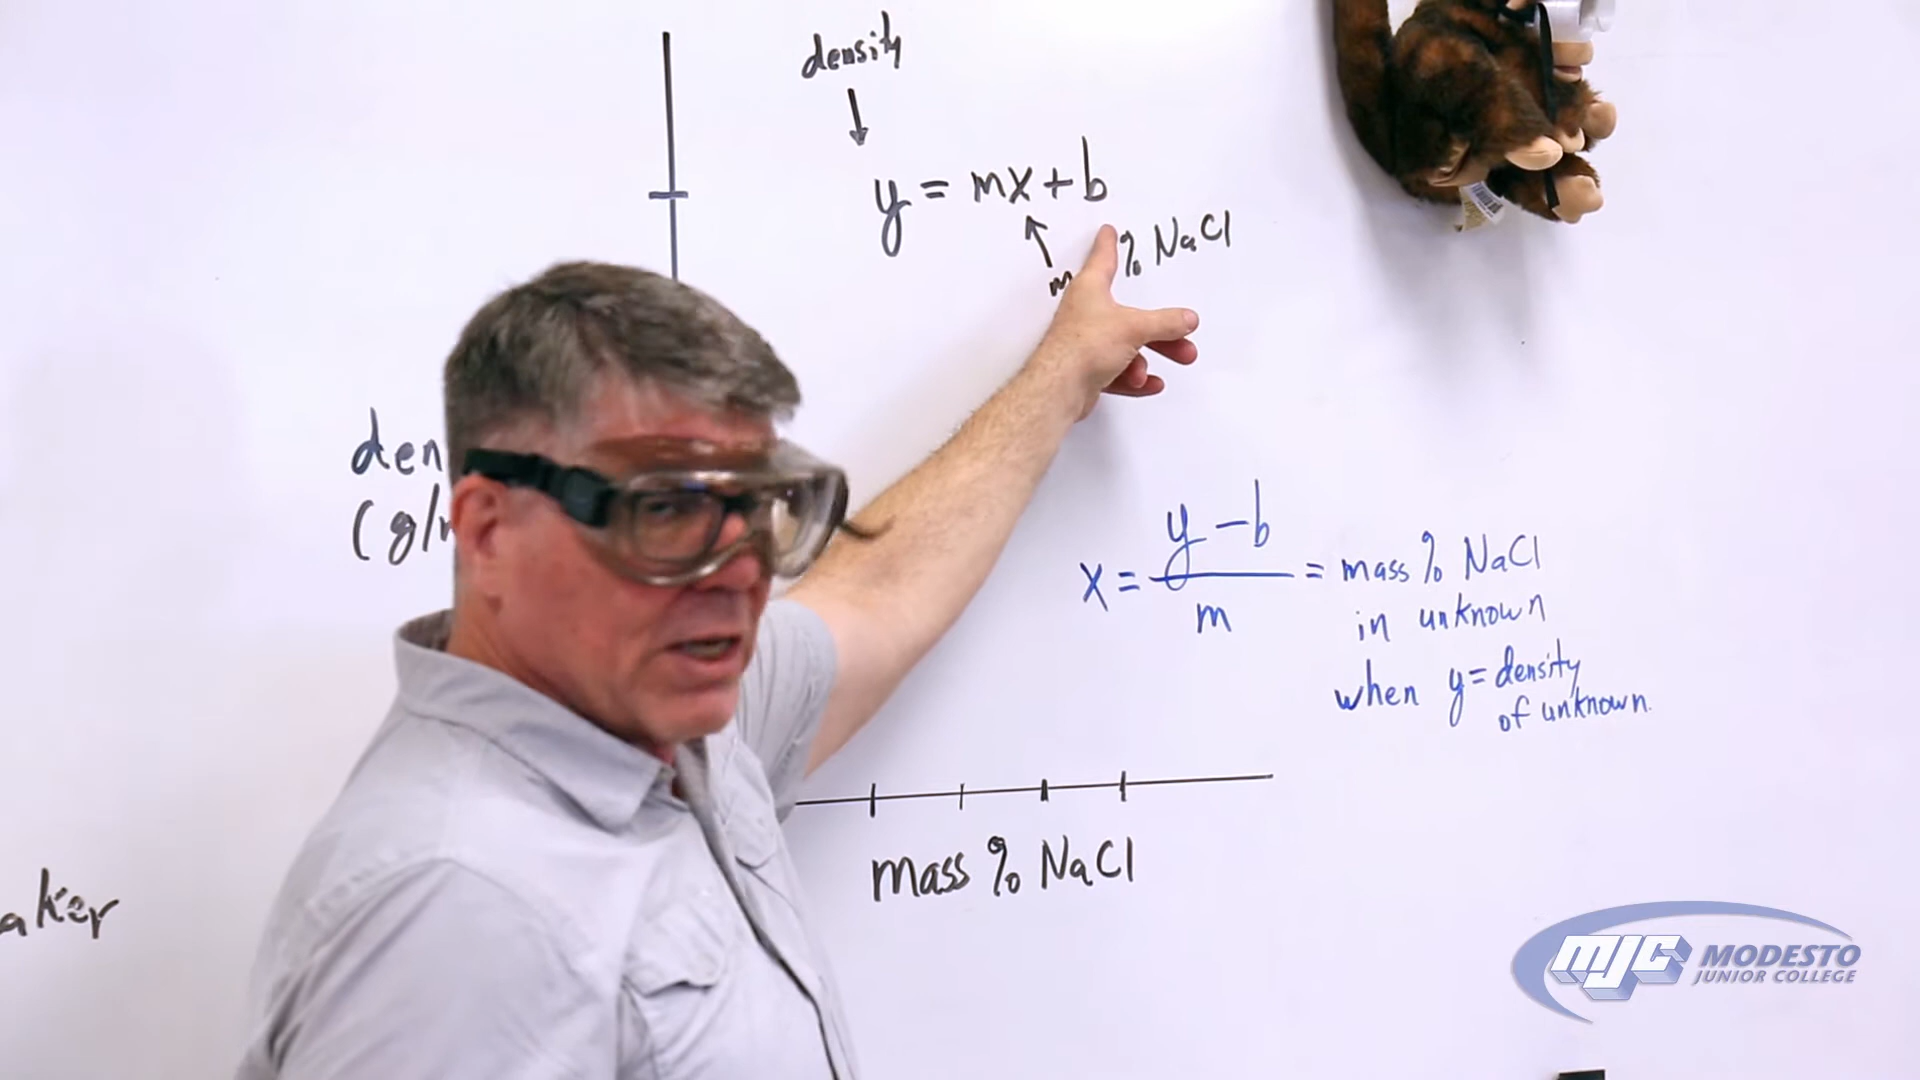 density
↓
y = mx + b
% NaCl
den
(g/
x = y - b / m = mass % NaCl
in unknown
when y = density
of unknown.
mass % NaCl
aker
MJC MODESTO
JUNIOR COLLEGE